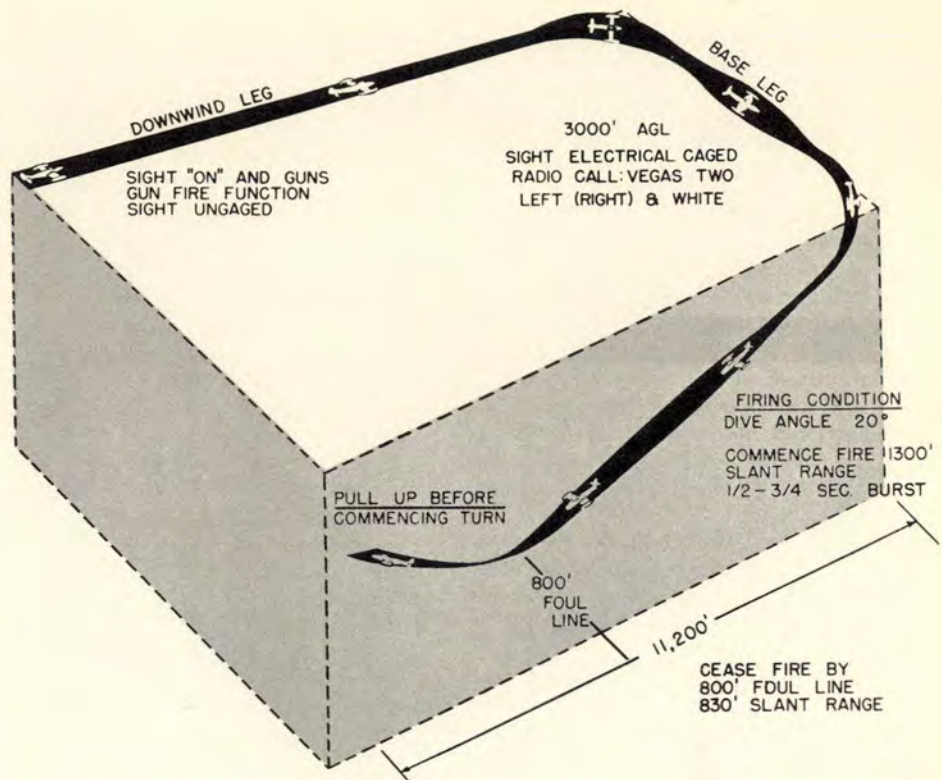 DOWNWIND LEG
BASE LEG
SIGHT "ON" AND GUNS
GUN FIRE FUNCTION
SIGHT UNGAGED
3000' AGL
SIGHT ELECTRICAL CAGED
RADIO CALL: VEGAS TWO
LEFT (RIGHT) & WHITE
FIRING CONDITION
DIVE ANGLE 20°
COMMENCE FIRE 1300'
SLANT RANGE
1/2 - 3/4 SEC. BURST
PULL UP BEFORE
COMMENCING TURN
800'
FOUL
LINE
11,200'
CEASE FIRE BY
800' FDUL LINE
830' SLANT RANGE